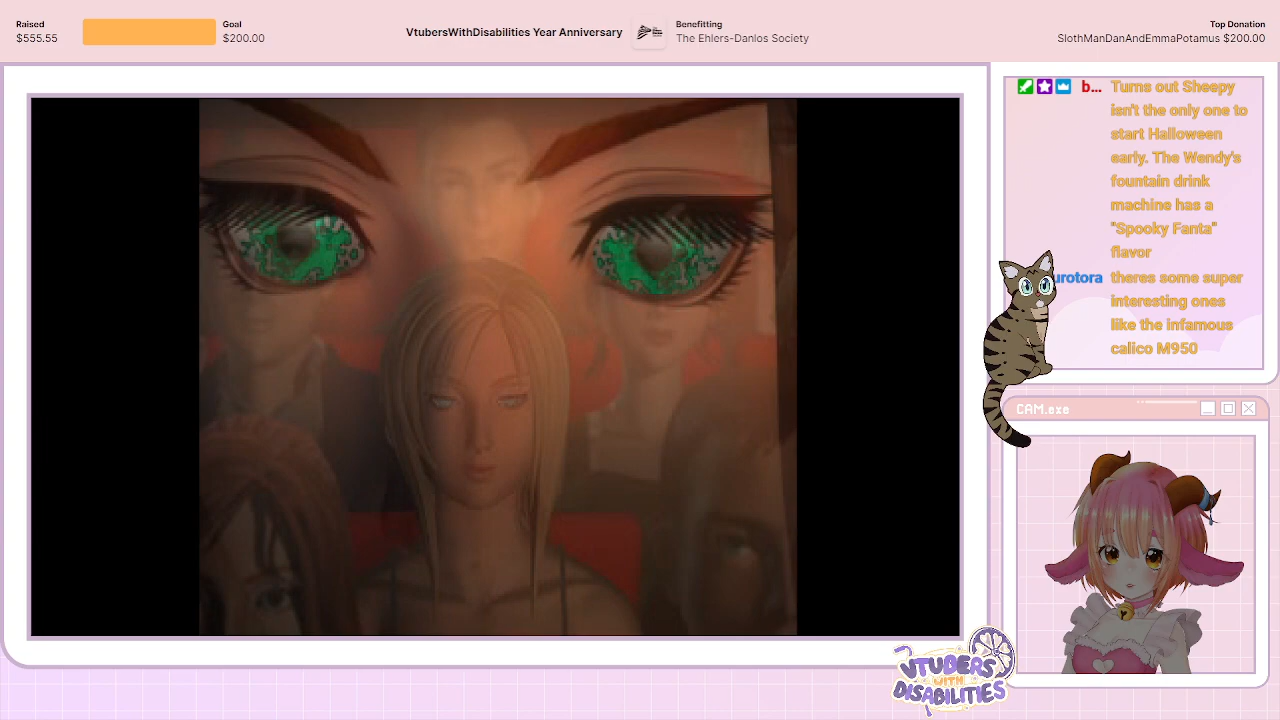 Raised
$555.55
Goal
$200.00
VtubersWithDisabilities Year Anniversary
Benefitting
The Ehlers-Danlos Society
Top Donation
SlothManDanAndEmmaPotamus $200.00
b... Turns out Sheepy
isn't the only one to
start Halloween
early. The Wendy's
fountain drink
machine has a
"Spooky Fanta"
flavor
urotora theres some super
interesting ones
like the infamous
calico M950
CAM.exe
VTUBERS
WITH
DISABILITIES